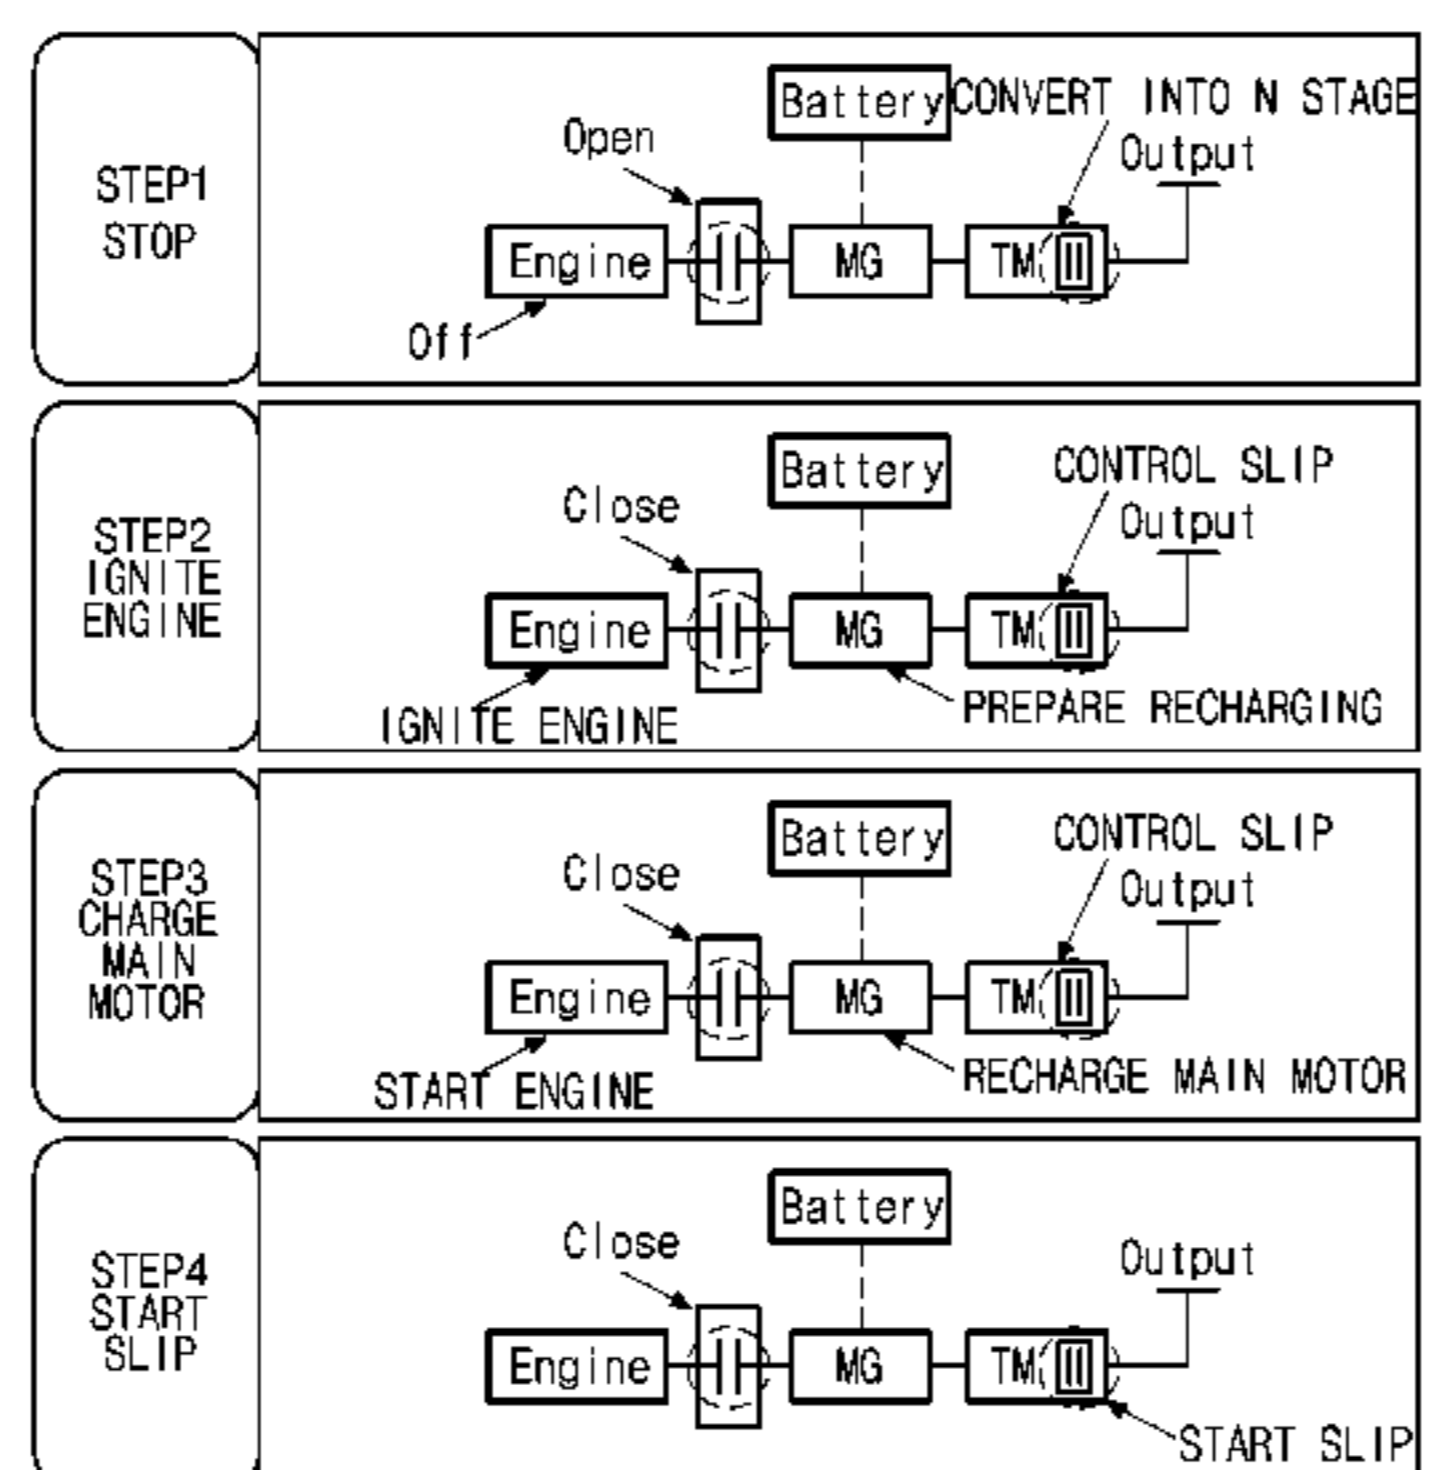 STEP1
STOP
Battery
CONVERT INTO N STAGE
Open
Output
Engine
MG
TM
Off
STEP2
IGNITE
ENGINE
Battery
CONTROL SLIP
Close
Output
Engine
MG
TM
IGNITE ENGINE
PREPARE RECHARGING
STEP3
CHARGE
MAIN
MOTOR
Battery
CONTROL SLIP
Close
Output
Engine
MG
TM
START ENGINE
RECHARGE MAIN MOTOR
STEP4
START
SLIP
Battery
Close
Output
Engine
MG
TM
START SLIP